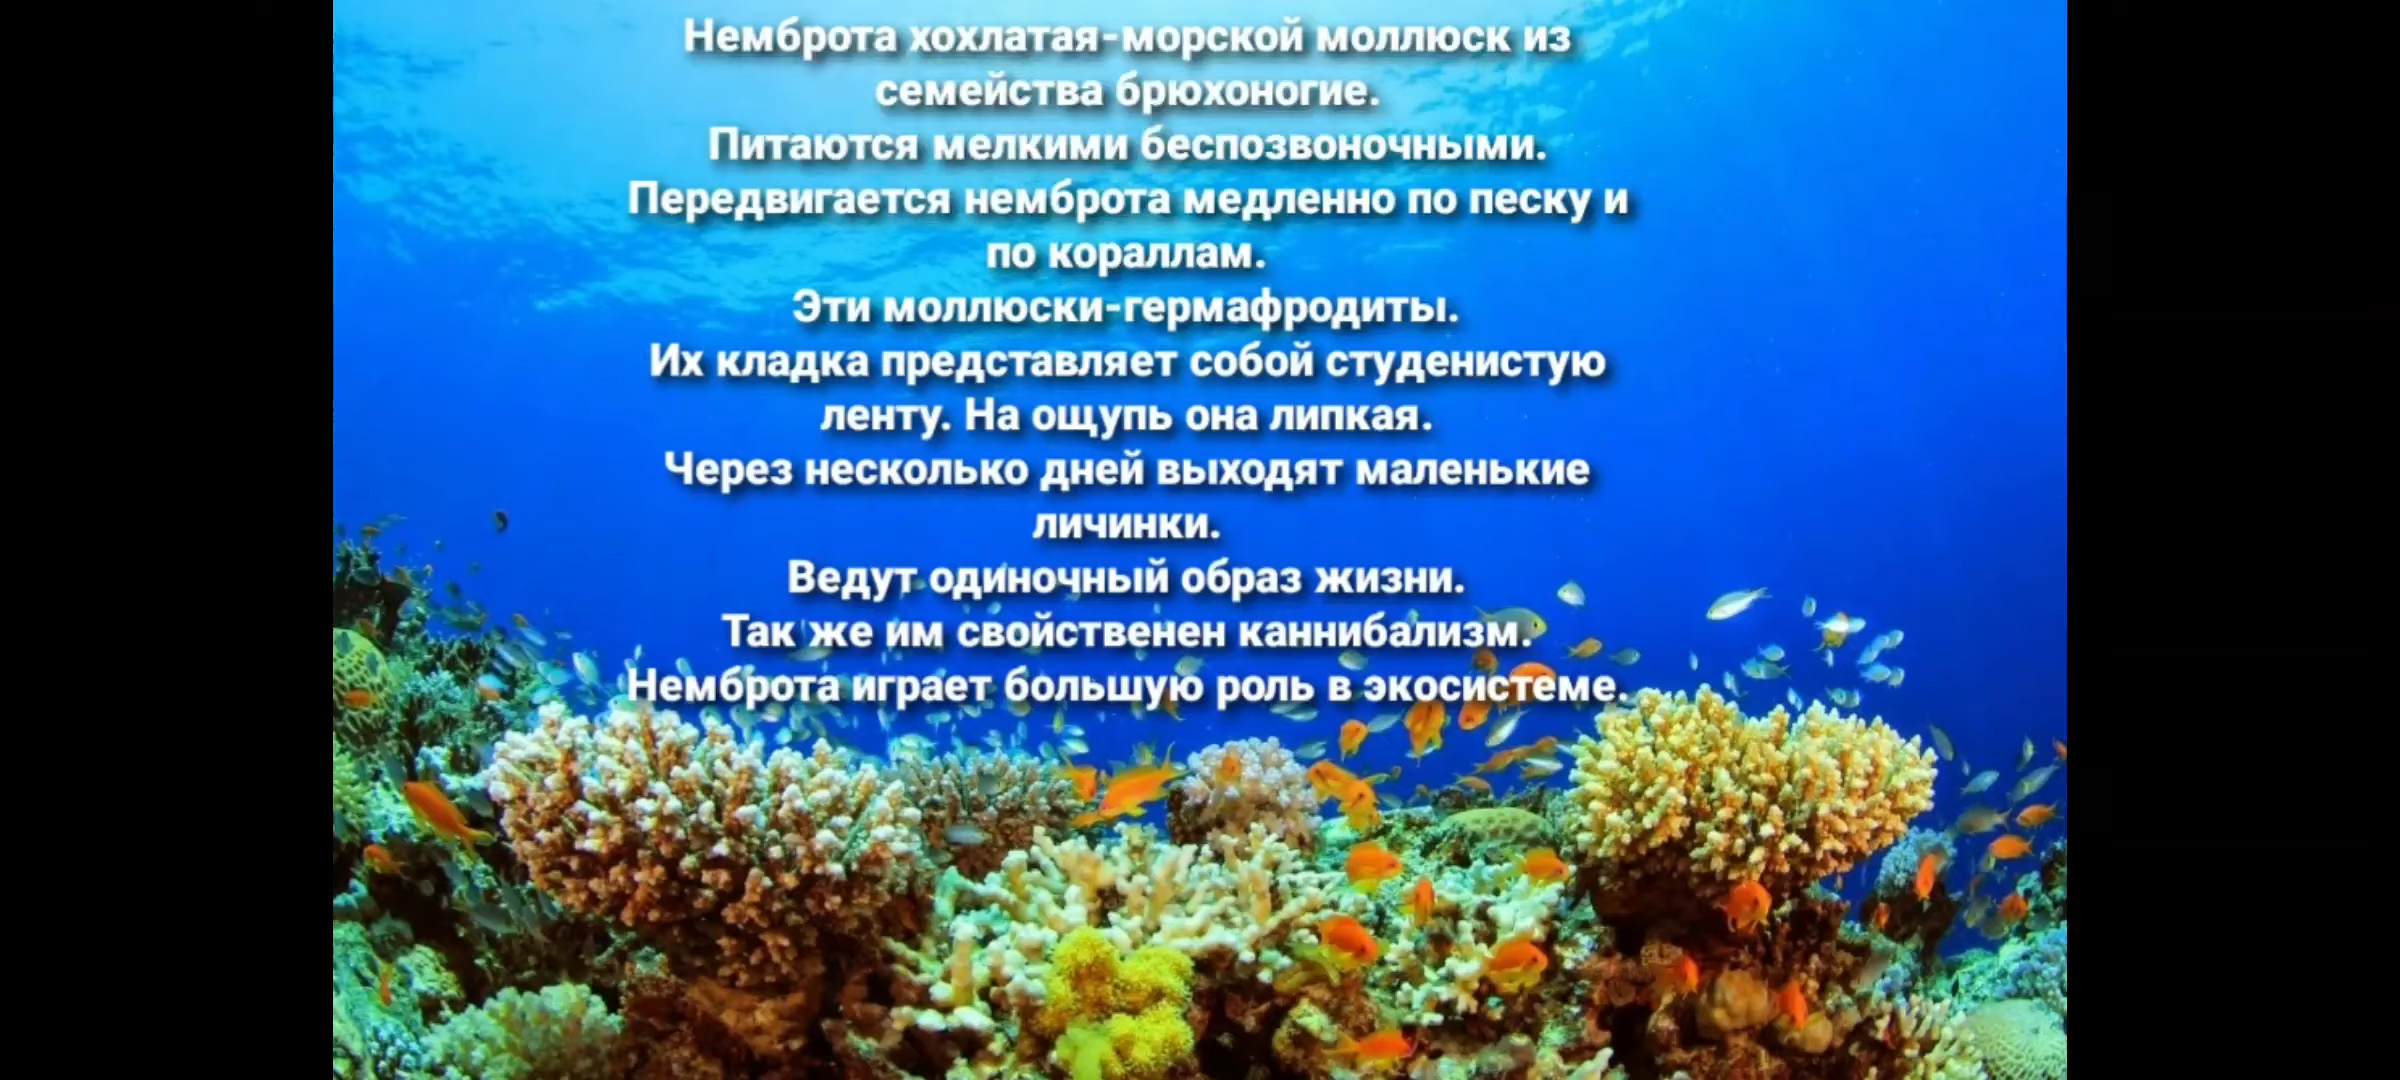 Немброта хохлатая-морской моллюск из
семейства брюхоногие.
Питаются мелкими беспозвоночными.
Передвигается немброта медленно по песку и
по кораллам.
Эти моллюски-гермафродиты.
Их кладка представляет собой студенистую
ленту. На ощупь она липкая.
Через несколько дней выходят маленькие
личинки.
Ведут одиночный образ жизни.
Так же им свойственен каннибализм.
Немброта играет большую роль в экосистеме.